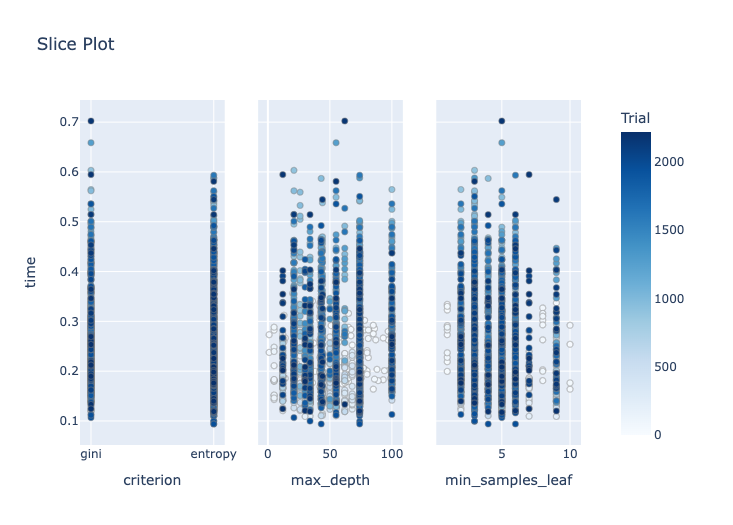 Slice Plot
time
0.7
0.6
0.5
0.4
0.3
0.2
0.1
gini entropy
criterion
0 50 100
max_depth
5 10
min_samples_leaf
Trial
2000
1500
1000
500
0